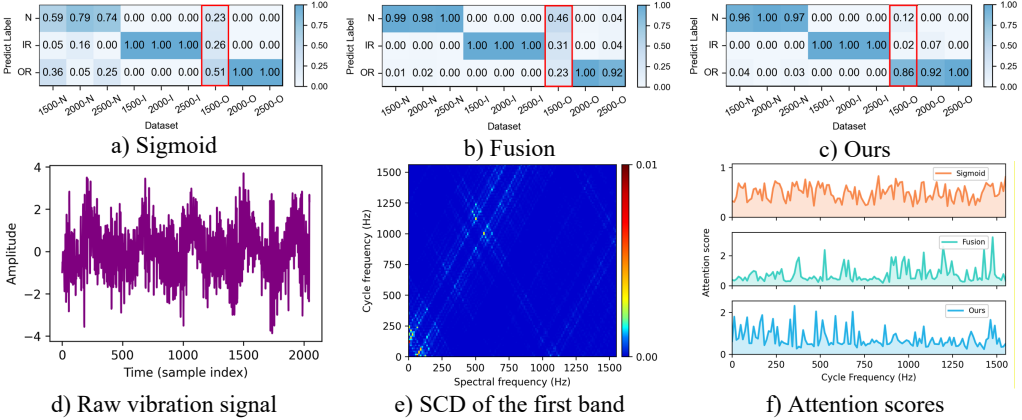 Predict Label
N 0.59 0.79 0.74 0.00 0.00 0.00 0.23 0.00 0.00
IR 0.05 0.16 0.00 1.00 1.00 1.00 0.26 0.00 0.00
OR 0.36 0.05 0.25 0.00 0.00 0.00 0.51 1.00 1.00
1500-N 2000-N 2500-N 1500-I 2000-I 2500-I 1500-O 2000-O 2500-O
Dataset
1.00
0.75
0.50
0.25
0.00
a) Sigmoid
Predict Label
N 0.99 0.98 1.00 0.00 0.00 0.00 0.46 0.00 0.04
IR 0.00 0.00 0.00 1.00 1.00 1.00 0.31 0.00 0.04
OR 0.01 0.02 0.00 0.00 0.00 0.00 0.23 1.00 0.92
1500-N 2000-N 2500-N 1500-I 2000-I 2500-I 1500-O 2000-O 2500-O
Dataset
1.00
0.75
0.50
0.25
0.00
b) Fusion
Predict Label
N 0.96 1.00 0.97 0.00 0.00 0.00 0.12 0.00 0.00
IR 0.00 0.00 0.00 1.00 1.00 1.00 0.02 0.07 0.00
OR 0.04 0.00 0.03 0.00 0.00 0.00 0.86 0.92 1.00
1500-N 2000-N 2500-N 1500-I 2000-I 2500-I 1500-O 2000-O 2500-O
Dataset
1.00
0.75
0.50
0.25
0.00
c) Ours
Amplitude
4
2
0
−2
−4
0 500 1000 1500 2000
Time (sample index)
d) Raw vibration signal
Cycle frequency (Hz)
1500
1250
1000
750
500
250
0
0 250 500 750 1000 1250 1500
Spectral frequency (Hz)
0.01
0.00
e) SCD of the first band
Attention score
1
0
Sigmoid
2
0
Fusion
2
0
Ours
0 250 500 750 1000 1250 1500
Cycle Frequency (Hz)
f) Attention scores